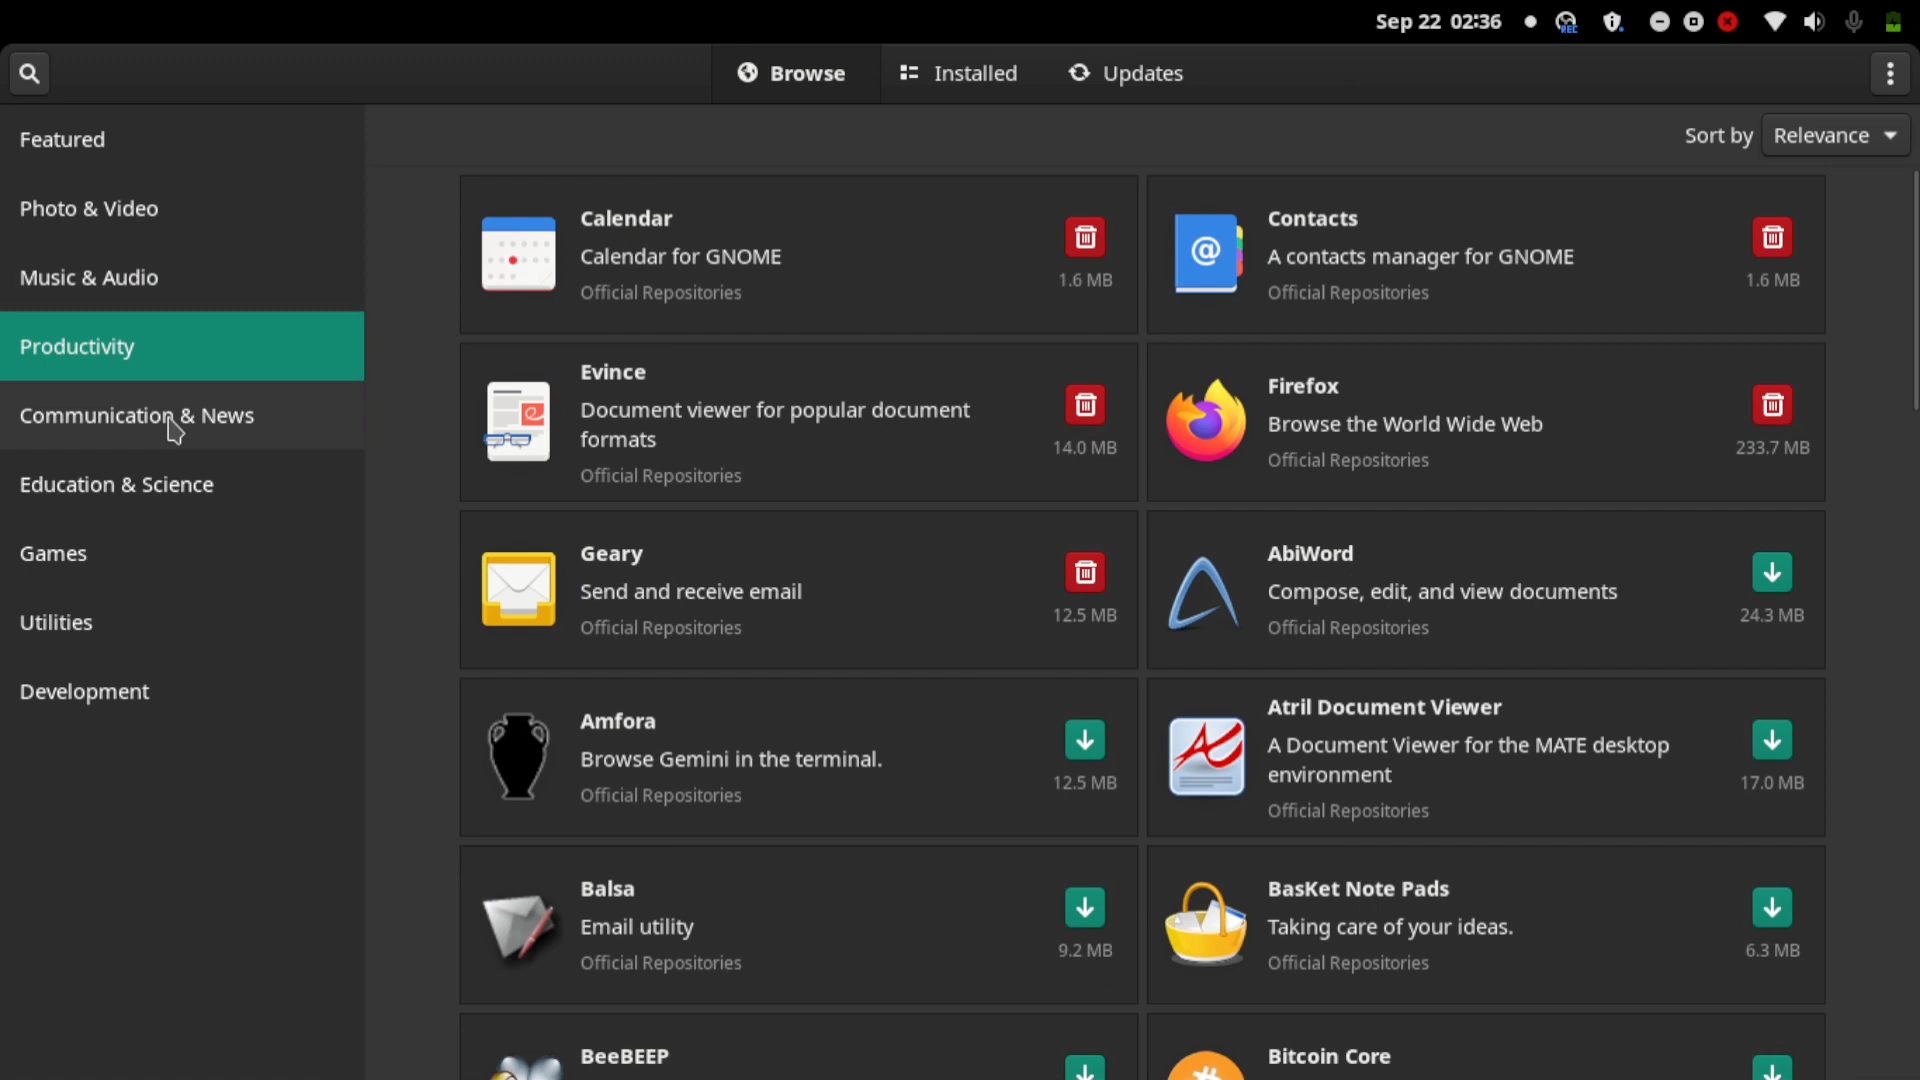 Sep 22 02:36
REC
Browse
Installed
Updates
Featured
Photo & Video
Music & Audio
Productivity
Communication & News
Education & Science
Games
Utilities
Development
Sort by
Relevance
Calendar
Calendar for GNOME
Official Repositories
1.6 MB
@
Contacts
A contacts manager for GNOME
Official Repositories
1.6 MB
Evince
Document viewer for popular document
formats
Official Repositories
14.0 MB
Firefox
Browse the World Wide Web
Official Repositories
233.7 MB
Geary
Send and receive email
Official Repositories
12.5 MB
AbiWord
Compose, edit, and view documents
Official Repositories
24.3 MB
Amfora
Browse Gemini in the terminal.
Official Repositories
12.5 MB
Atril Document Viewer
A Document Viewer for the MATE desktop
environment
Official Repositories
17.0 MB
Balsa
Email utility
Official Repositories
9.2 MB
BasKet Note Pads
Taking care of your ideas.
Official Repositories
6.3 MB
BeeBEEP
Bitcoin Core